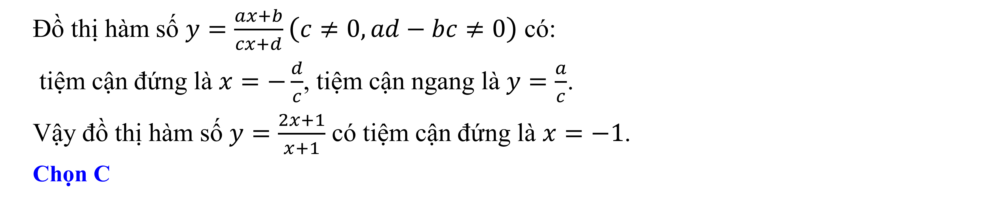 Đồ thị hàm số $y = \frac{ax+b}{cx+d} (c \neq 0, ad - bc \neq 0)$ có:
tiệm cận đứng là $x = -\frac{d}{c}$, tiệm cận ngang là $y = \frac{a}{c}$.
Vậy đồ thị hàm số $y = \frac{2x+1}{x+1}$ có tiệm cận đứng là $x = -1$.
Chọn C